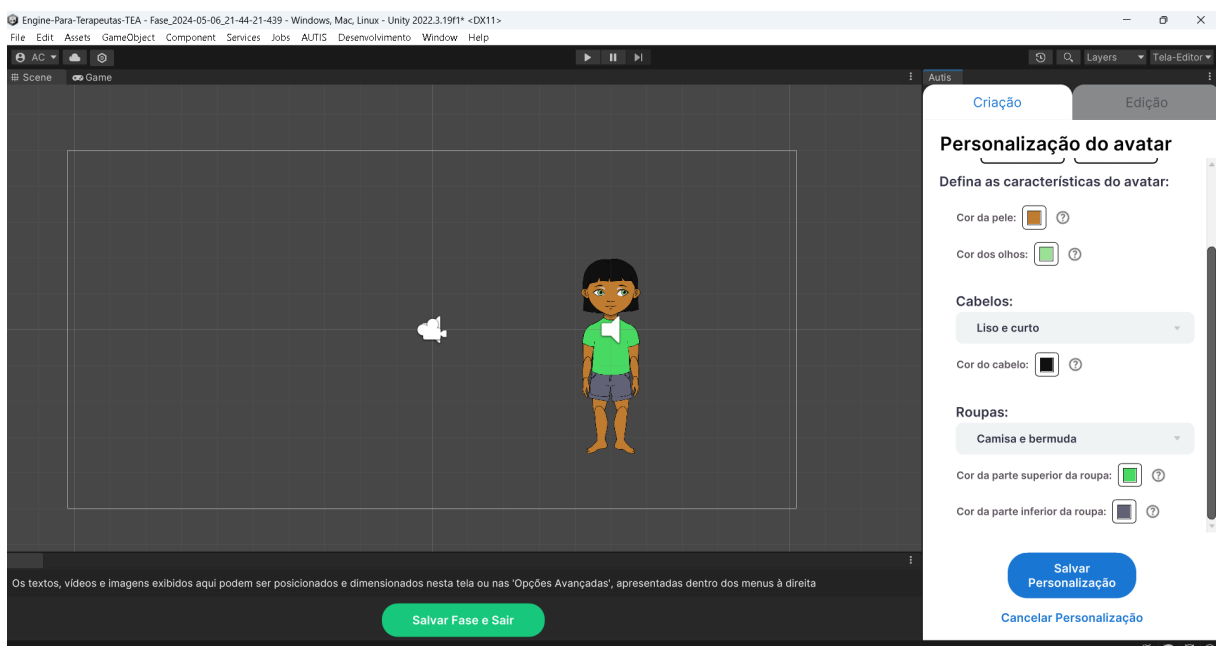 Engine-Para-Terapeutas-TEA - Fase_2024-05-06_21-44-21-439 - Windows, Mac, Linux - Unity 2022.3.19f1* <DX11>
File Edit Assets GameObject Component Services Jobs AUTIS Desenvolvimento Window Help
AC Layers Tela-Editor
Scene Game Autis
Criação Edição
Personalização do avatar
Defina as características do avatar:
Cor da pele:
Cor dos olhos:
Cabelos:
Liso e curto
Cor do cabelo:
Roupas:
Camisa e bermuda
Cor da parte superior da roupa:
Cor da parte inferior da roupa:
Salvar
Personalização
Cancelar Personalização
Os textos, vídeos e imagens exibidos aqui podem ser posicionados e dimensionados nesta tela ou nas 'Opções Avançadas', apresentadas dentro dos menus à direita
Salvar Fase e Sair